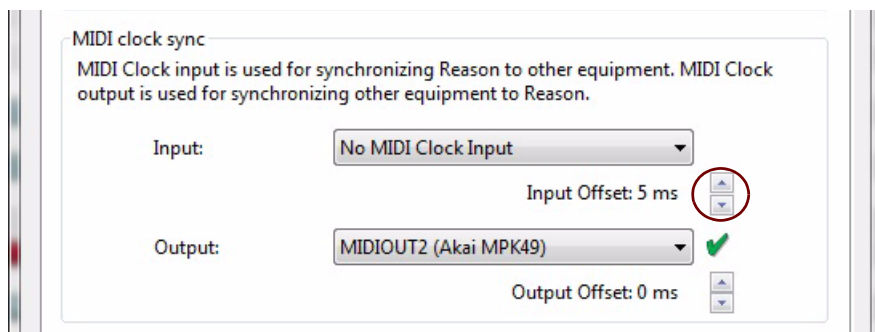 MIDI clock sync
MIDI Clock input is used for synchronizing Reason to other equipment. MIDI Clock
output is used for synchronizing other equipment to Reason.
Input: No MIDI Clock Input
Input Offset: 5 ms
Output: MIDIOUT2 (Akai MPK49)
Output Offset: 0 ms